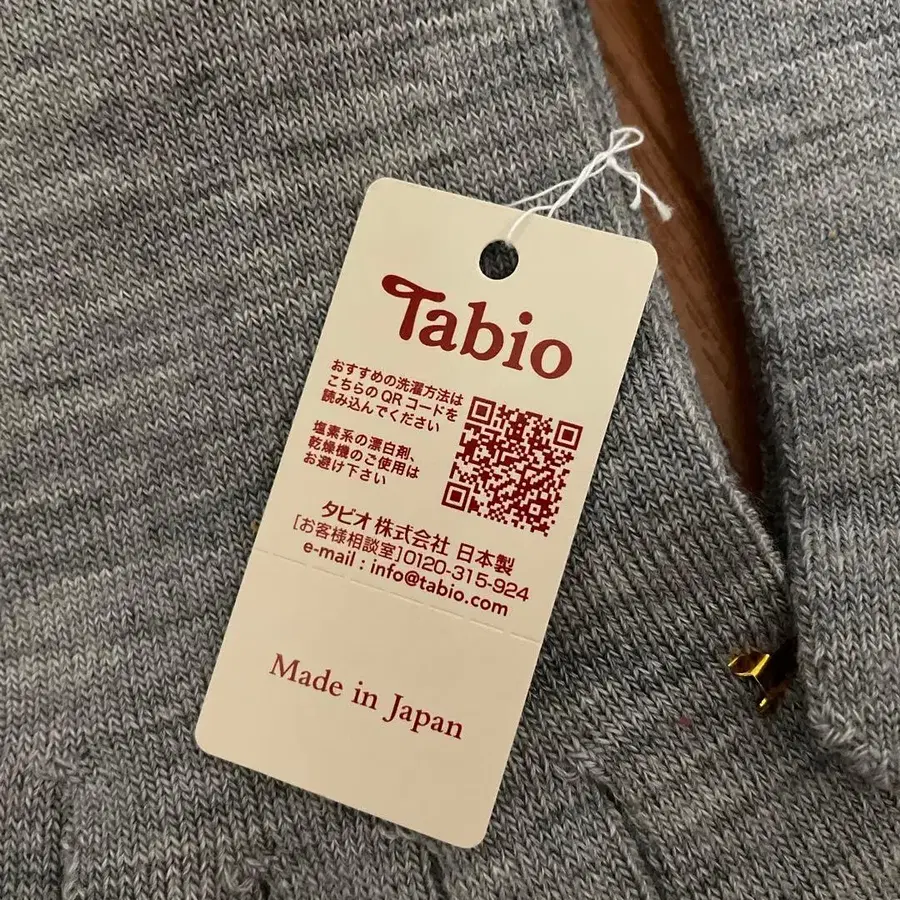 Tabio
おすすめの洗濯方法は
こちらのQRコードを
読み込んでください
塩素系の漂白剤、
乾燥機のご使用は
お避け下さい
タビオ株式会社 日本製
[お客様相談室]0120-315-924
e-mail : info@tabio.com
Made in Japan